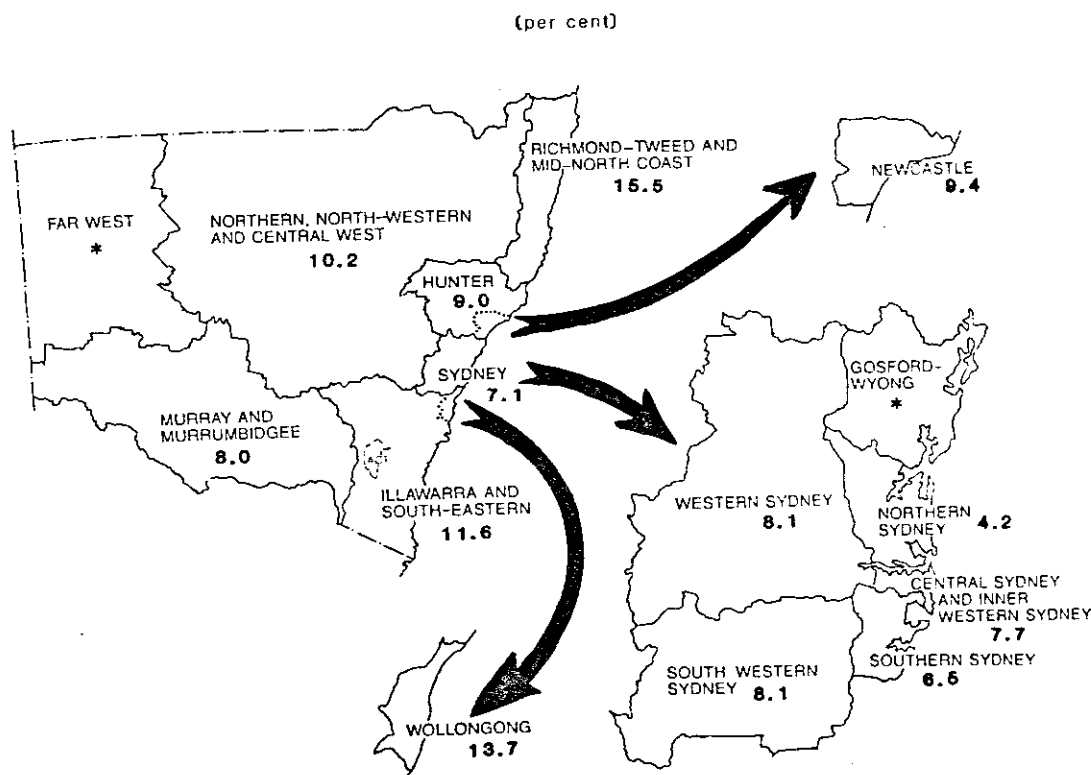 (per cent)
RICHMOND-TWEED AND
MID-NORTH COAST
15.5
NEWCASTLE
9.4
FAR WEST
*
NORTHERN, NORTH-WESTERN
AND CENTRAL WEST
10.2
HUNTER
9.0
SYDNEY
7.1
GOSFORD-
WYONG
*
MURRAY AND
MURRUMBIDGEE
8.0
ILLAWARRA AND
SOUTH-EASTERN
11.6
WESTERN SYDNEY
8.1
NORTHERN
SYDNEY
4.2
CENTRAL SYDNEY
AND INNER
WESTERN SYDNEY
7.7
SOUTHERN SYDNEY
6.5
SOUTH WESTERN
SYDNEY
8.1
WOLLONGONG
13.7